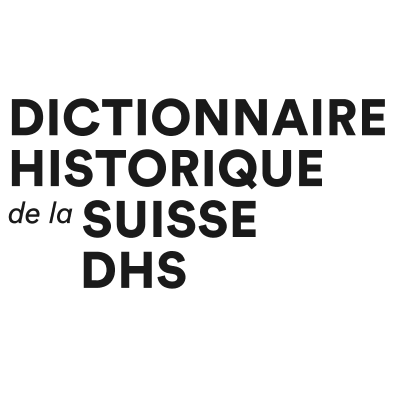 DICTIONNAIRE
HISTORIQUE
de la SUISSE
DHS